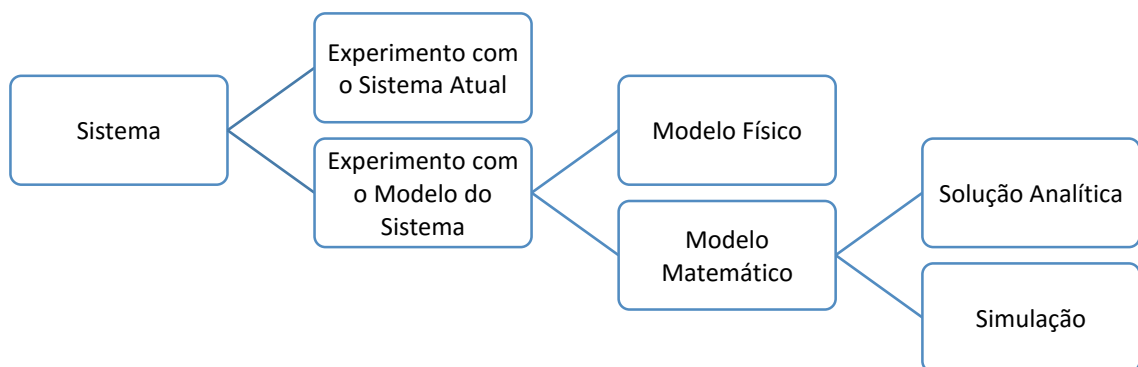 Sistema
Experimento com
o Sistema Atual
Experimento com
o Modelo do
Sistema
Modelo Físico
Modelo
Matemático
Solução Analítica
Simulação